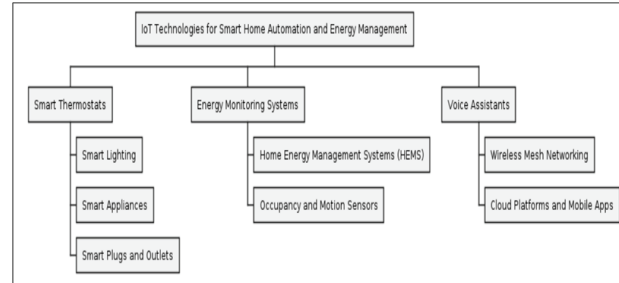 IoT Technologies for Smart Home Automation and Energy Management
Smart Thermostats
Energy Monitoring Systems
Voice Assistants
Smart Lighting
Home Energy Management Systems (HEMS)
Wireless Mesh Networking
Smart Appliances
Occupancy and Motion Sensors
Cloud Platforms and Mobile Apps
Smart Plugs and Outlets